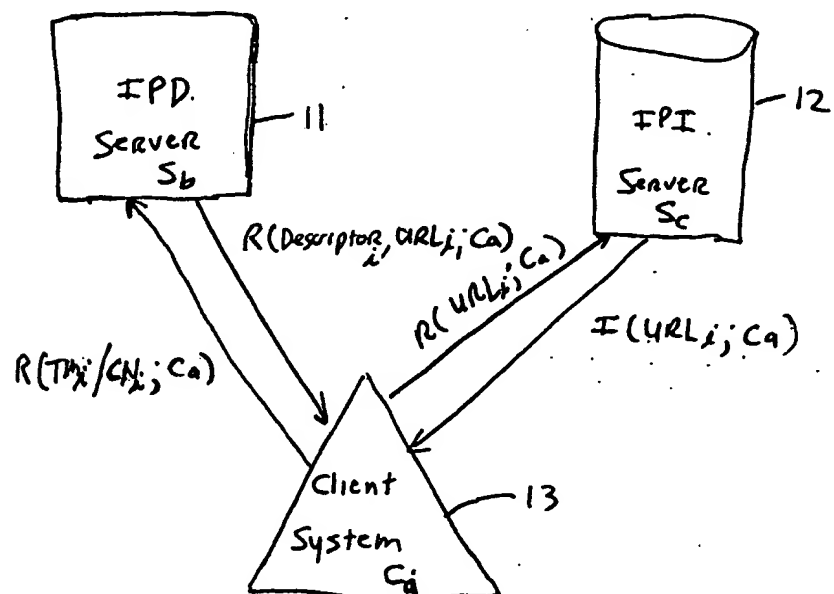 IPD.
Server
Sb
11
IPI.
Server
Sc
12
R(Descriptor i, URLi; Ca)
R(URLi; Ca)
I(URLi; Ca)
R(TMi/CNi; Ca)
Client
System
Ca
13